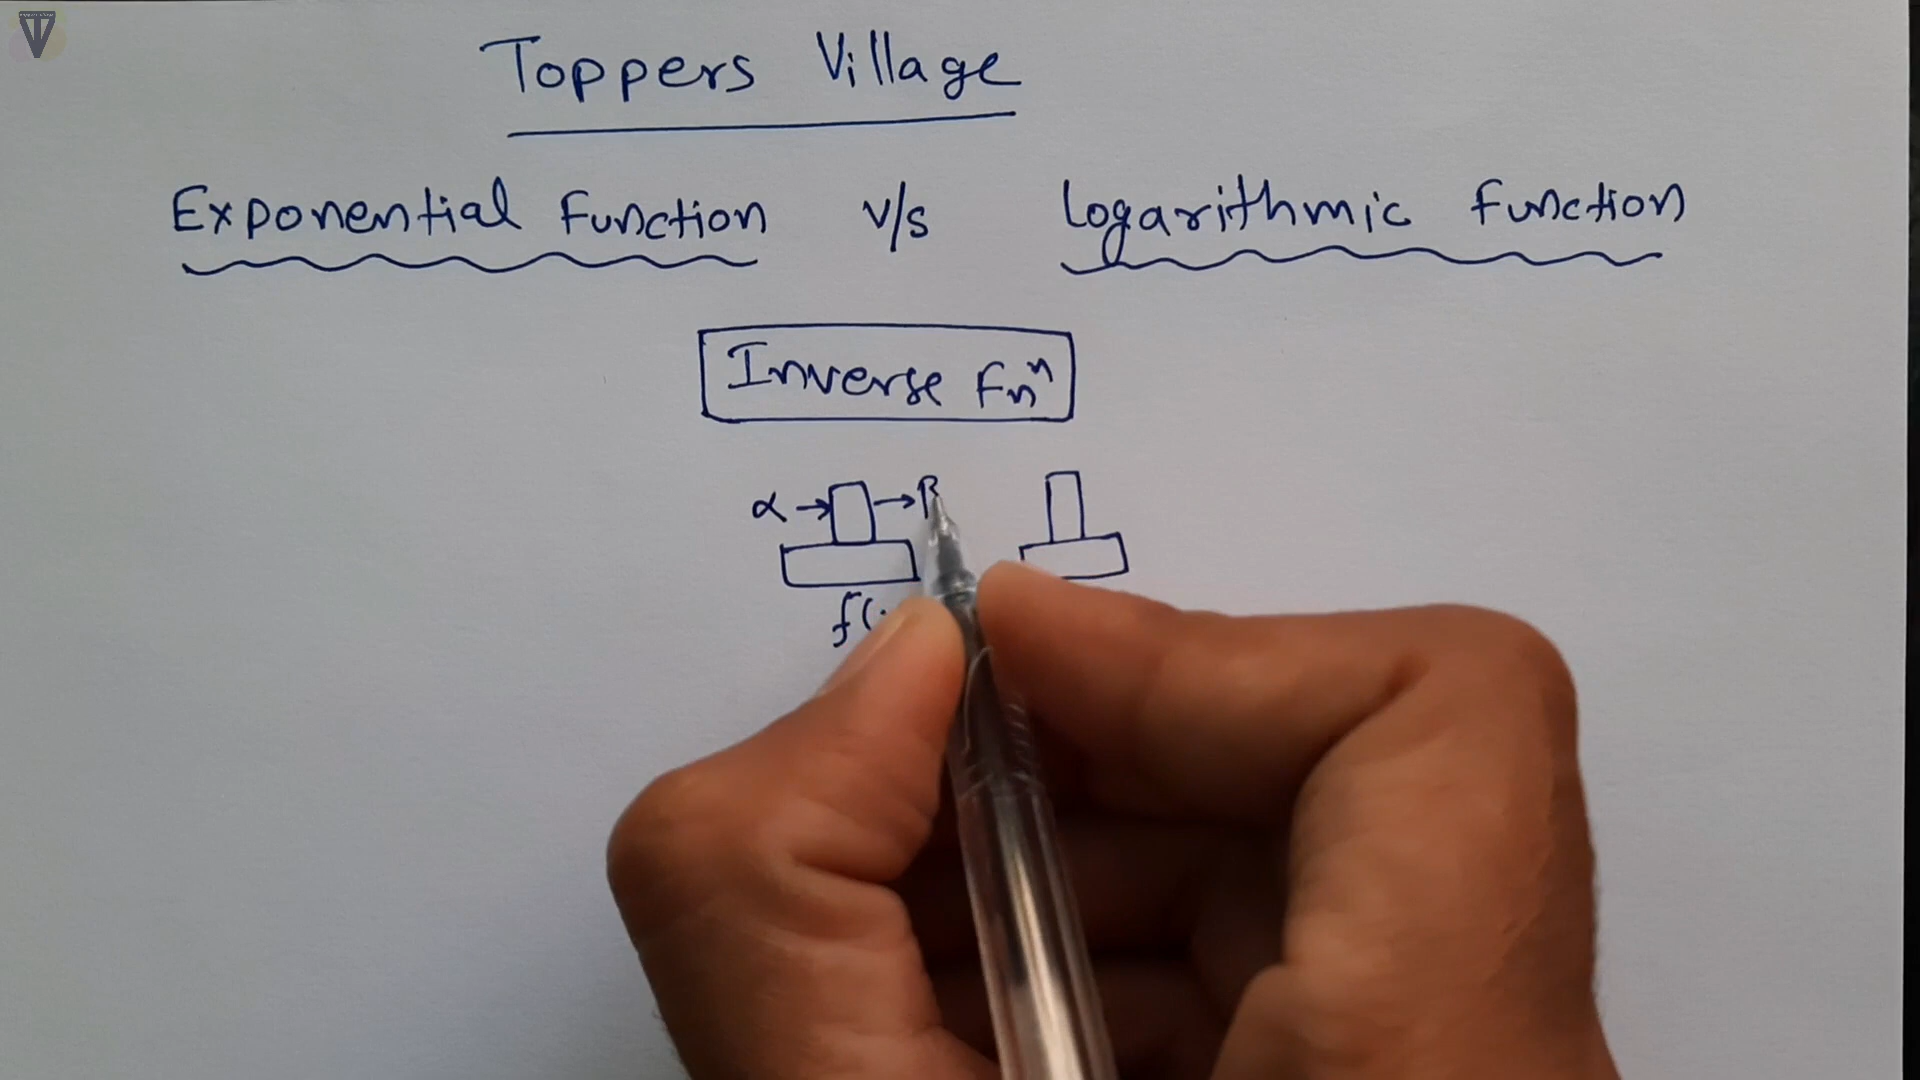 Toppers Village
Exponential Function v/s Logarithmic Function
Inverse Fnⁿ
α → → β
f(